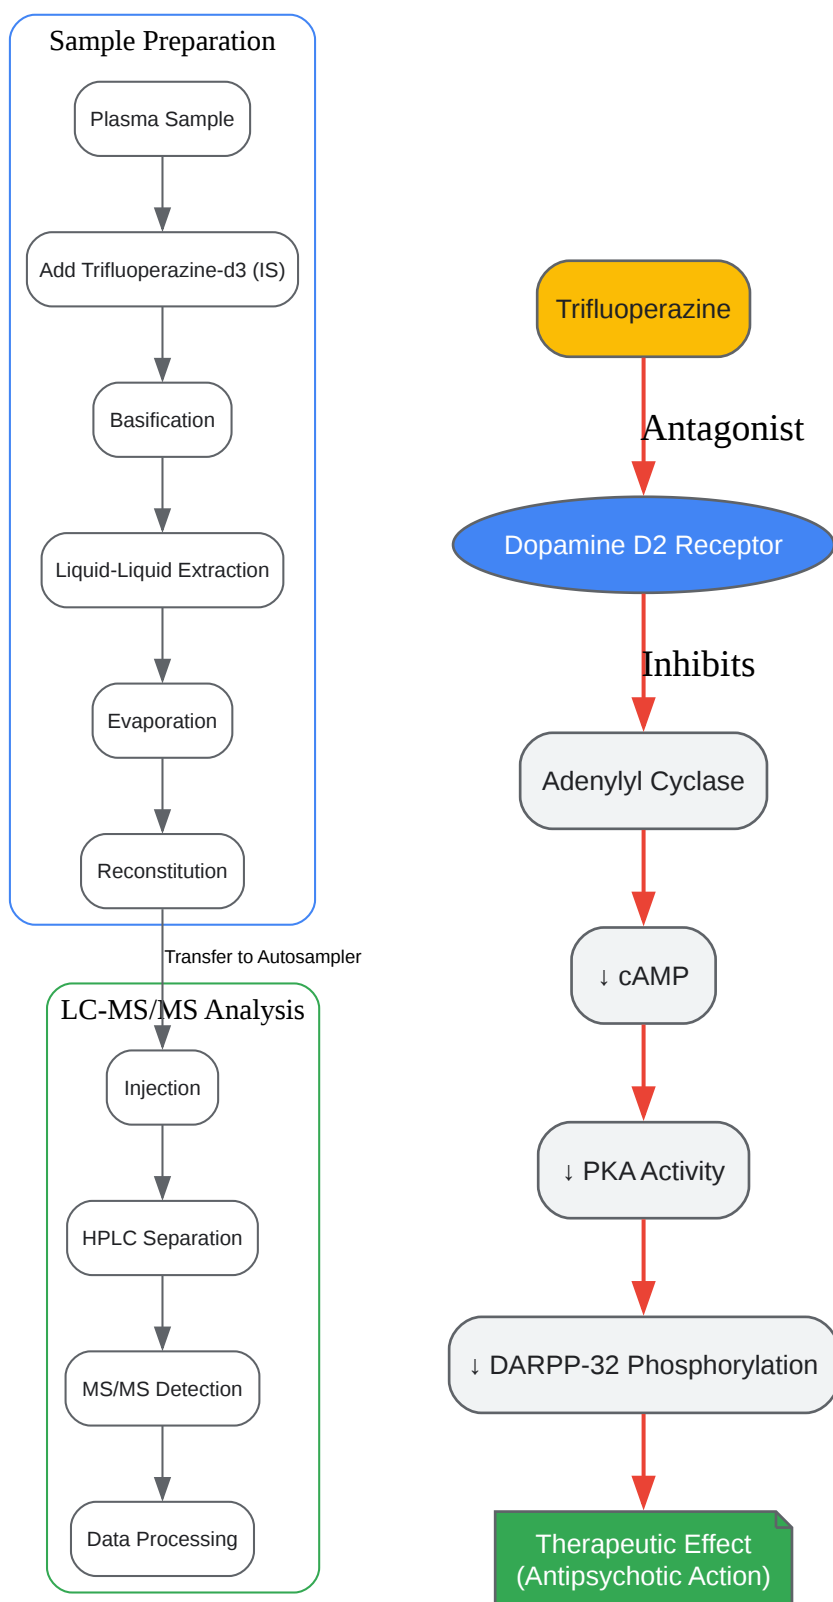 Sample Preparation
Plasma Sample
Add Trifluoperazine-d3 (IS)
Basification
Liquid-Liquid Extraction
Evaporation
Reconstitution
Transfer to Autosampler
LC-MS/MS Analysis
Injection
HPLC Separation
MS/MS Detection
Data Processing
Trifluoperazine
Antagonist
Dopamine D2 Receptor
Inhibits
Adenylyl Cyclase
↓ cAMP
↓ PKA Activity
↓ DARPP-32 Phosphorylation
Therapeutic Effect
(Antipsychotic Action)